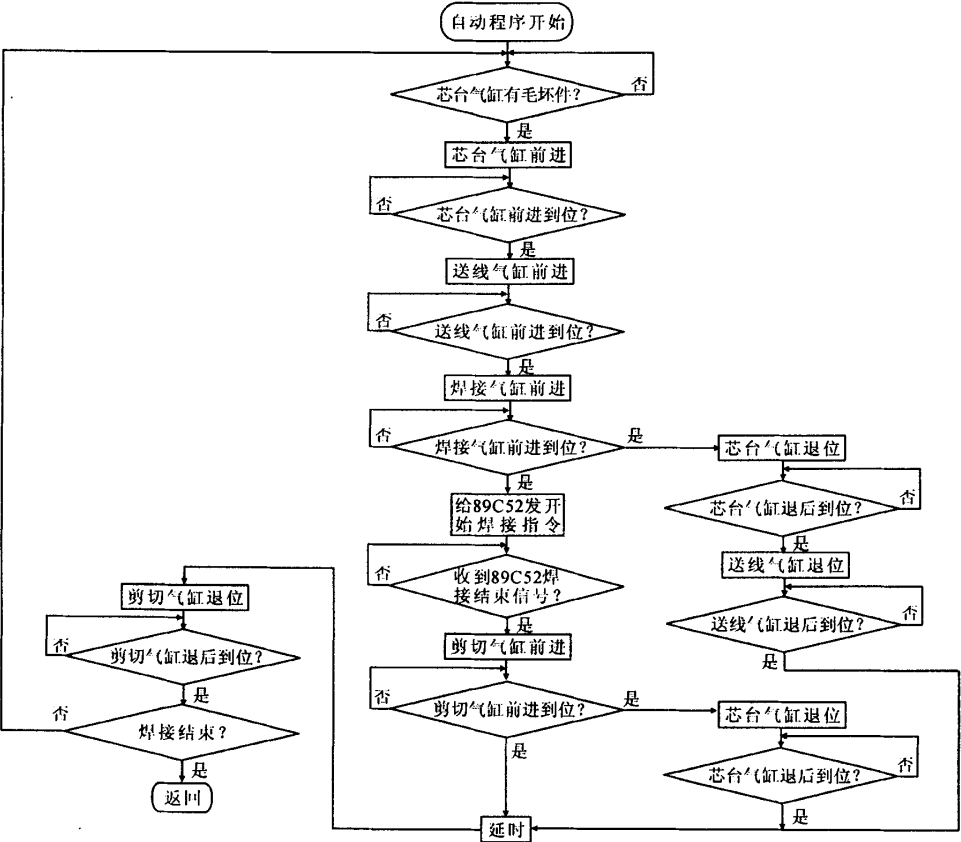 自动程序开始
芯台气缸有毛坯件？
否
是
芯台气缸前进
否
芯台气缸前进到位？
是
送线气缸前进
否
送线气缸前进到位？
是
焊接气缸前进
否
焊接气缸前进到位？
是
是
芯台气缸退位
芯台气缸退后到位？
否
是
送线气缸退位
送线气缸退后到位？
否
是
给89C52发开
始焊接指令
否
收到89C52焊
接结束信号？
是
剪切气缸前进
否
剪切气缸前进到位？
是
是
芯台气缸退位
芯台气缸退后到位？
否
是
延时
剪切气缸退位
否
剪切气缸退后到位？
是
否
焊接结束？
是
返回